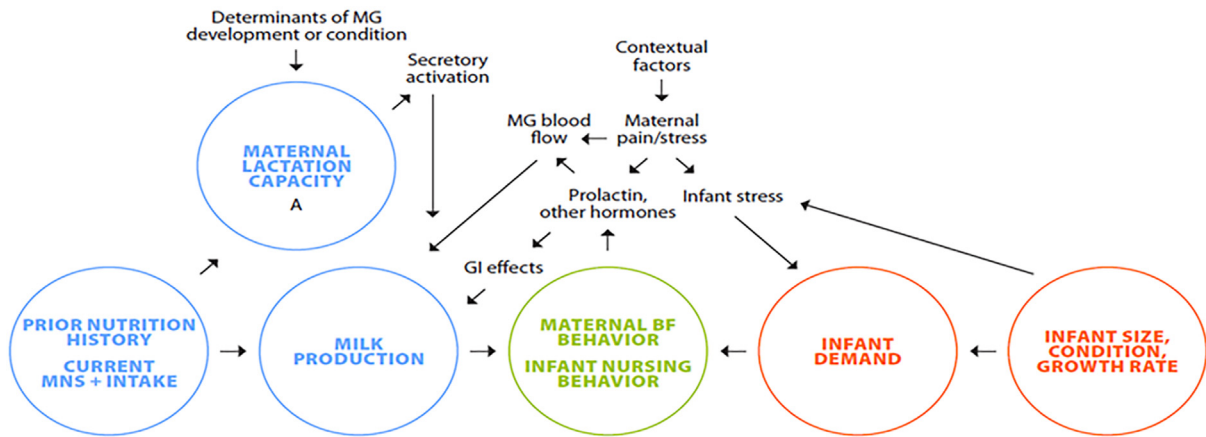 Determinants of MG
development or condition
Secretory
activation
Contextual
factors
MG blood
flow
Maternal
pain/stress
MATERNAL
LACTATION
CAPACITY
A
Prolactin,
other hormones
Infant stress
GI effects
PRIOR NUTRITION
HISTORY
CURRENT
MNS + INTAKE
MILK
PRODUCTION
MATERNAL BF
BEHAVIOR
INFANT NURSING
BEHAVIOR
INFANT
DEMAND
INFANT SIZE,
CONDITION,
GROWTH RATE